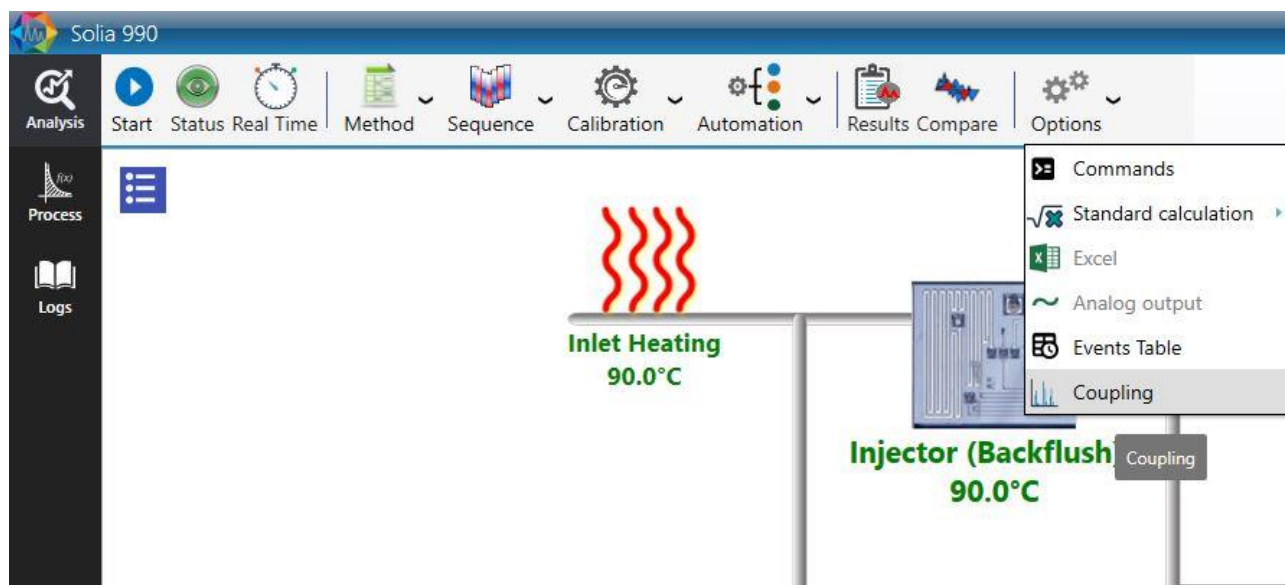 Solia 990
Analysis
Start Status Real Time Method Sequence Calibration Automation Results Compare Options
Process
Logs
Commands
Standard calculation
f(x)
Excel
Analog output
Events Table
Coupling
Inlet Heating
90.0°C
Injector (Backflush)
90.0°C
Coupling